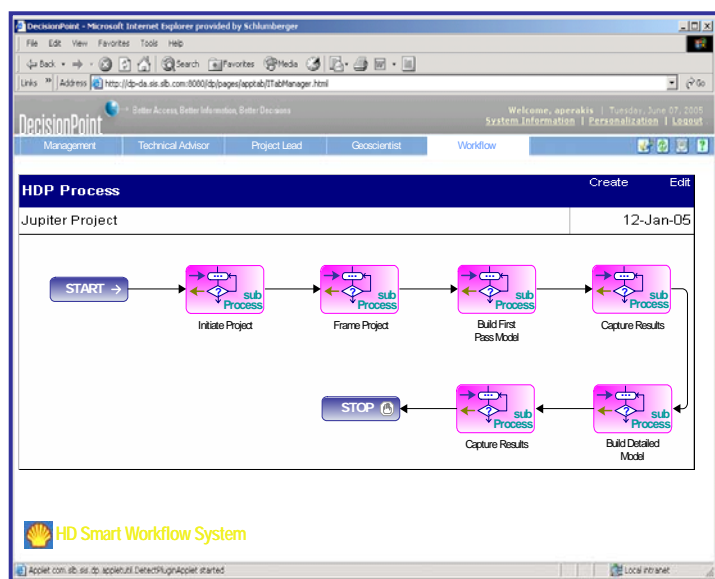 DecisionPoint - Microsoft Internet Explorer provided by Schlumberger
File Edit View Favorites Tools Help
Back Search Favorites Media
Links » Address http://dp-da.sis.slb.com:8080/dp/pages/apptab/ITabManager.html Go
DecisionPoint Better Access, Better Information, Better Decisions
Welcome, aperakis | Tuesday, June 07, 2005
System Information | Personalization | Logout
Management Technical Advisor Project Lead Geoscientist Workflow
HDP Process Create Edit
Jupiter Project 12-Jan-05
START
sub Process
Initiate Project
sub Process
Frame Project
sub Process
Build First
Pass Model
sub Process
Capture Results
STOP
sub Process
Capture Results
sub Process
Build Detailed
Model
HD Smart Workflow System
Applet com.slb.sis.dp.appletutil.DetectPluginApplet started Local intranet